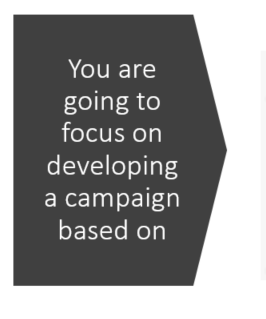 You are
going to
focus on
developing
a campaign
based on